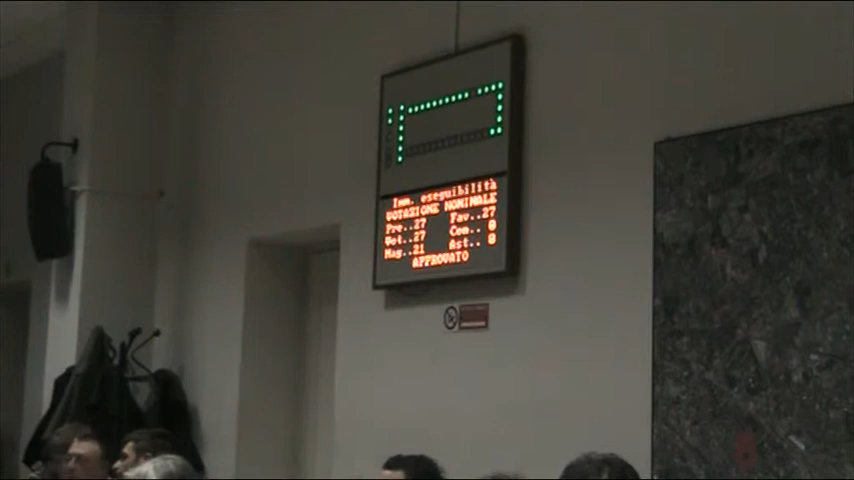 Imm. eseguibilità
VOTAZIONE NOMINALE
Pre..27 Fav..27
Vot..27 Con.. 0
Mag..21 Ast.. 0
APPROVATO